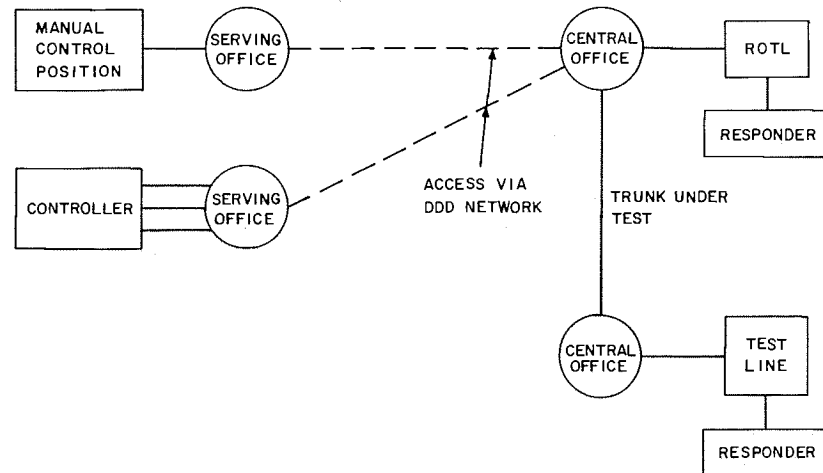 MANUAL
CONTROL
POSITION
SERVING
OFFICE
CENTRAL
OFFICE
ROTL
RESPONDER
CONTROLLER
SERVING
OFFICE
ACCESS VIA
DDD NETWORK
TRUNK UNDER
TEST
CENTRAL
OFFICE
TEST
LINE
RESPONDER